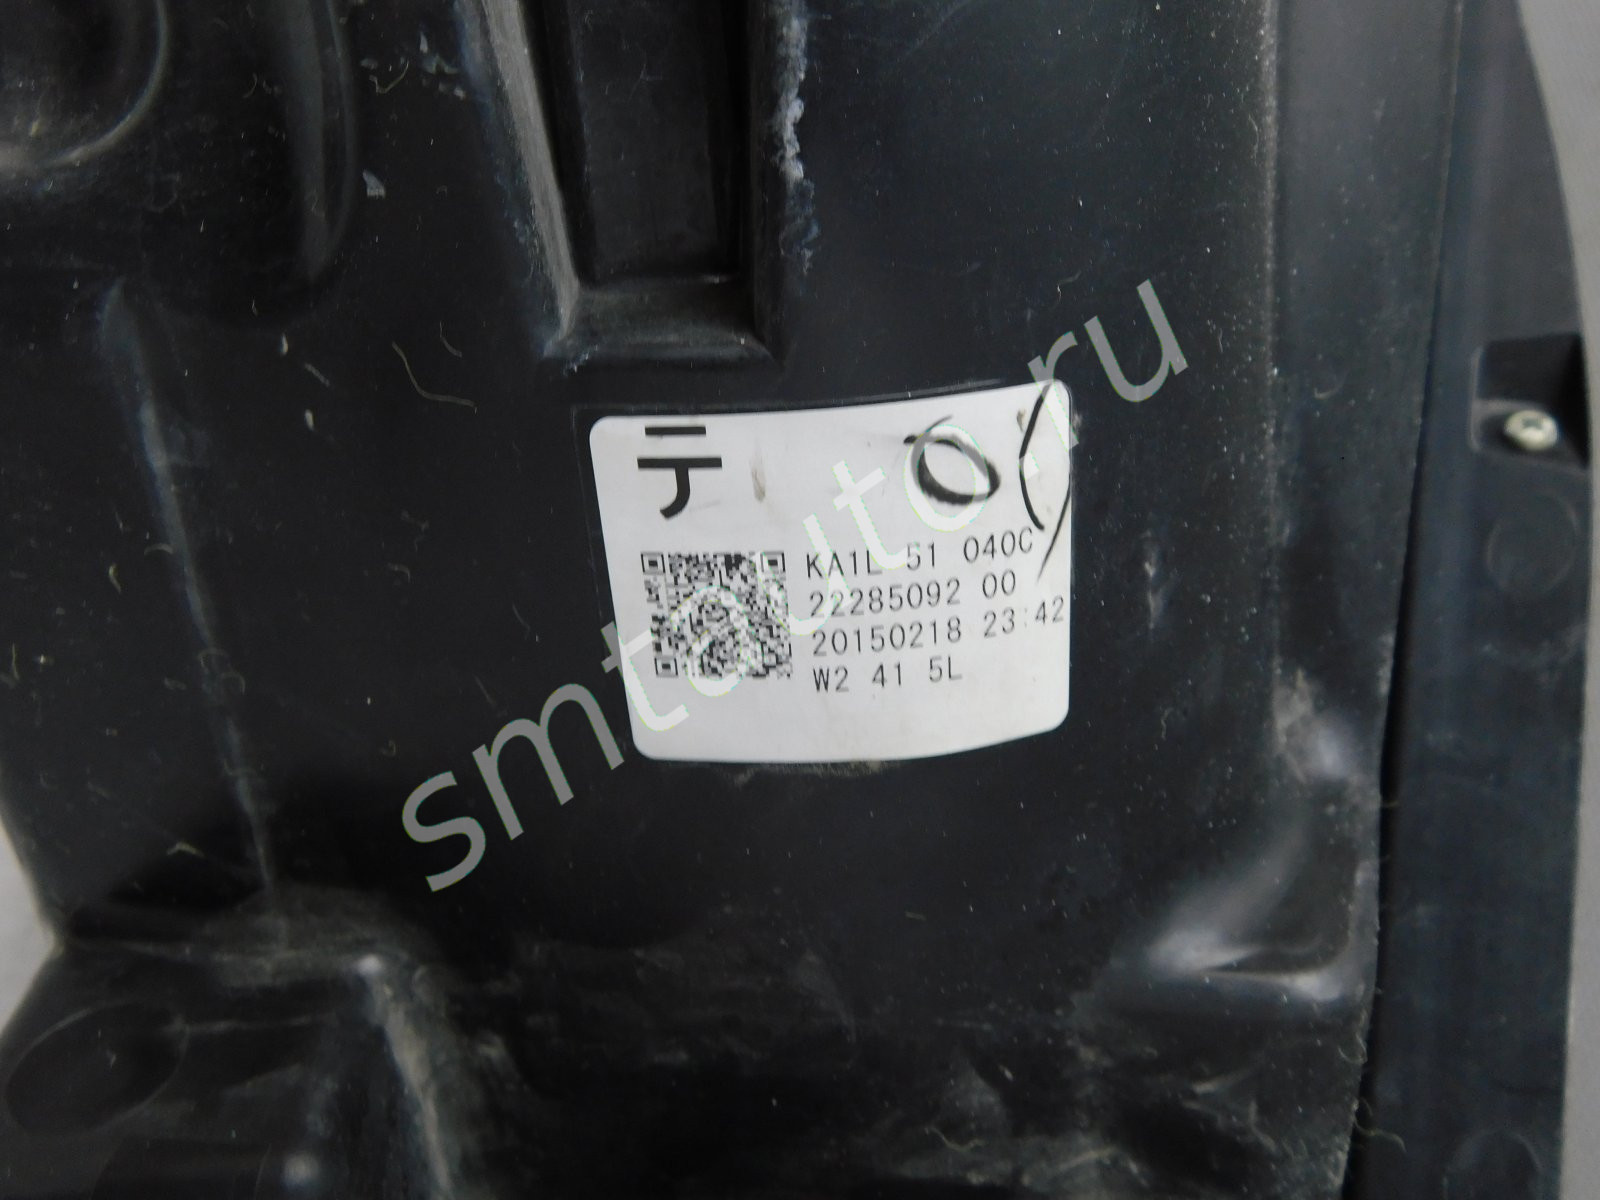 テ
KA1L 51 040C
22285092 00
20150218 23:42
W2 41 5L
smtauto.ru